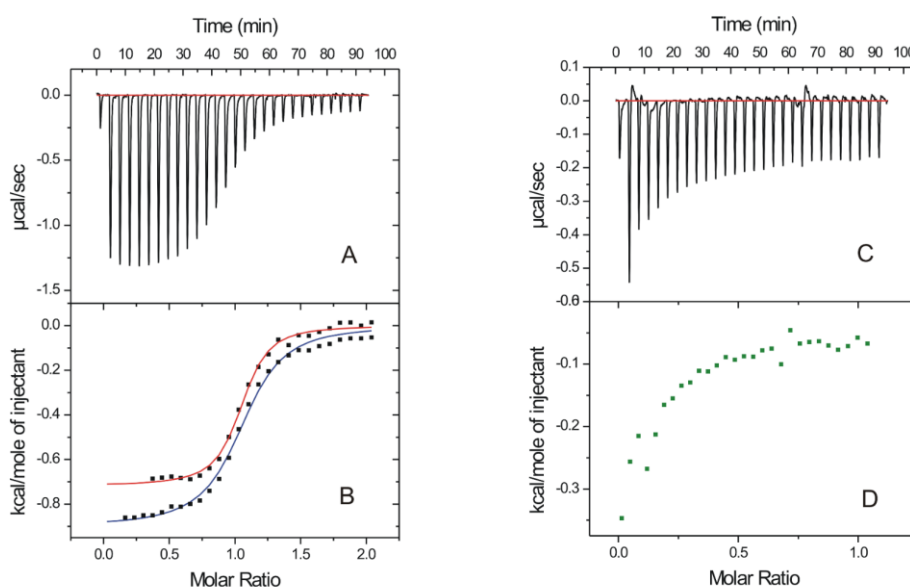 Time (min)
0 10 20 30 40 50 60 70 80 90 100
0.0
-0.5
-1.0
-1.5
µcal/sec
A
0.0
-0.2
-0.4
-0.6
-0.8
kcal/mole of injectant
B
0.0 0.5 1.0 1.5 2.0
Molar Ratio
Time (min)
0 10 20 30 40 50 60 70 80 90 100
0.1
0.0
-0.1
-0.2
-0.3
-0.4
-0.5
µcal/sec
C
-0.1
-0.2
-0.3
kcal/mole of injectant
D
0.0 0.5 1.0
Molar Ratio